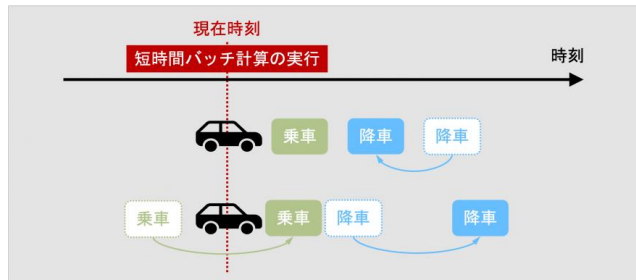 現在時刻
短時間バッチ計算の実行
時刻
乗車 降車 降車
乗車 乗車 降車 降車